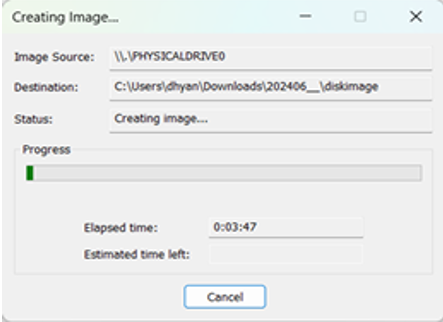 Creating Image...
Image Source: \\.\PHYSICALDRIVE0
Destination: C:\Users\dhyan\Downloads\202406__\diskimage
Status: Creating image...
Progress
Elapsed time: 0:03:47
Estimated time left:
Cancel